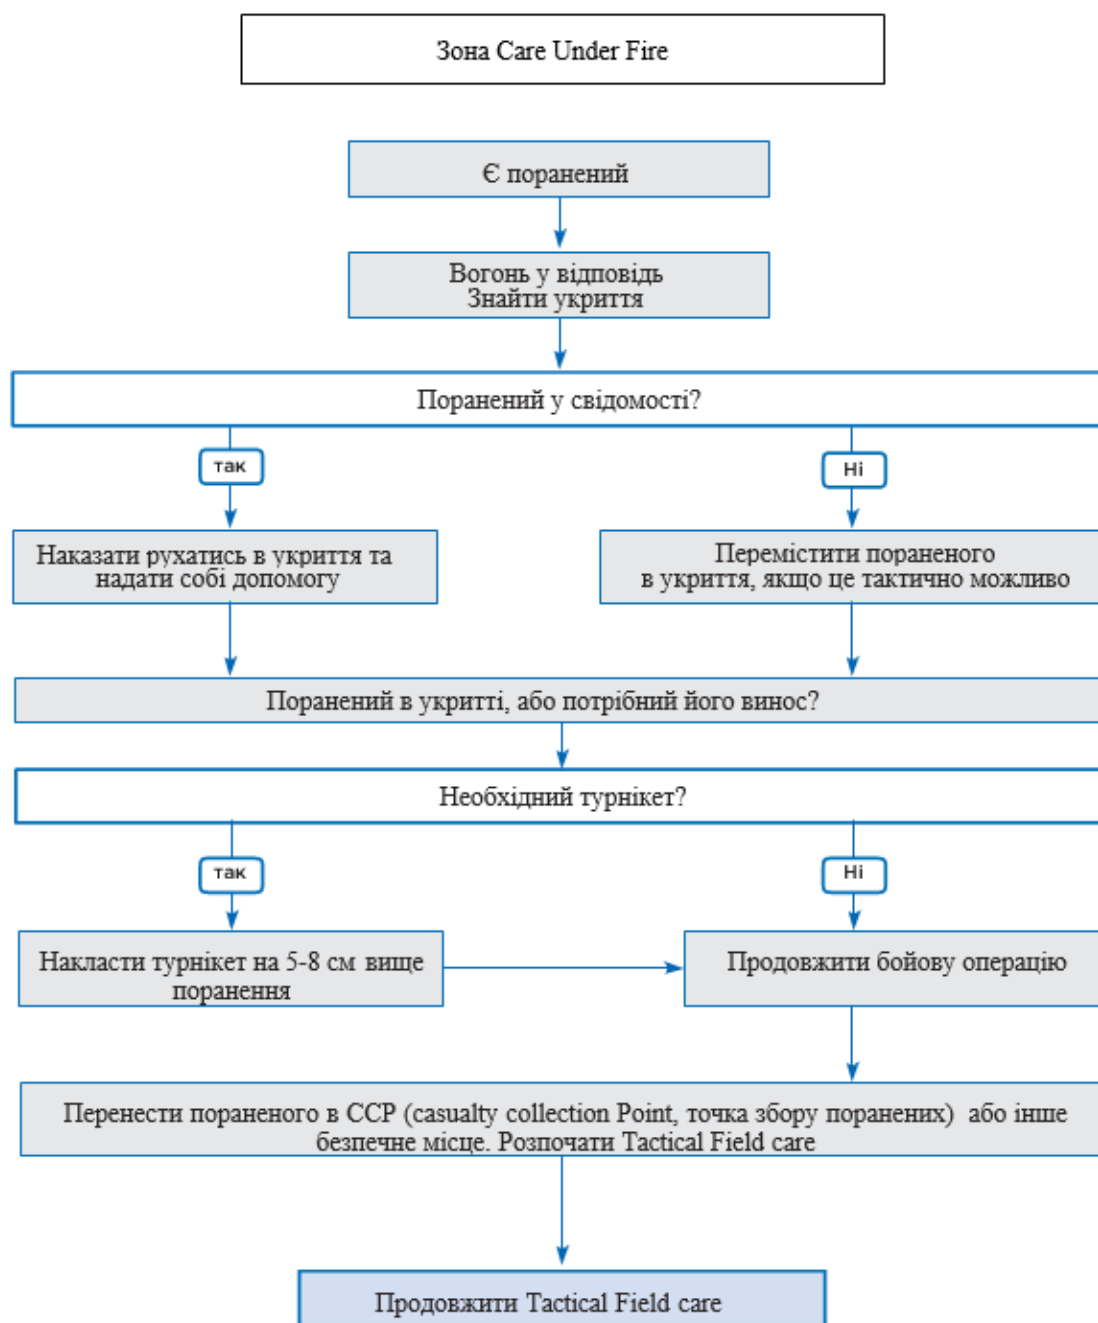 Зона Care Under Fire
Є поранений
Вогонь у відповідь
Знайти укриття
Поранений у свідомості?
так
Ні
Наказати рухатись в укриття та
надати собі допомогу
Перемістити пораненого
в укриття, якщо це тактично можливо
Поранений в укритті, або потрібний його винос?
Необхідний турнікет?
так
Ні
Накласти турнікет на 5-8 см вище
поранення
Продовжити бойову операцію
Перенести пораненого в CCP (casualty collection Point, точка збору поранених) або інше
безпечне місце. Розпочати Tactical Field care
Продовжити Tactical Field care